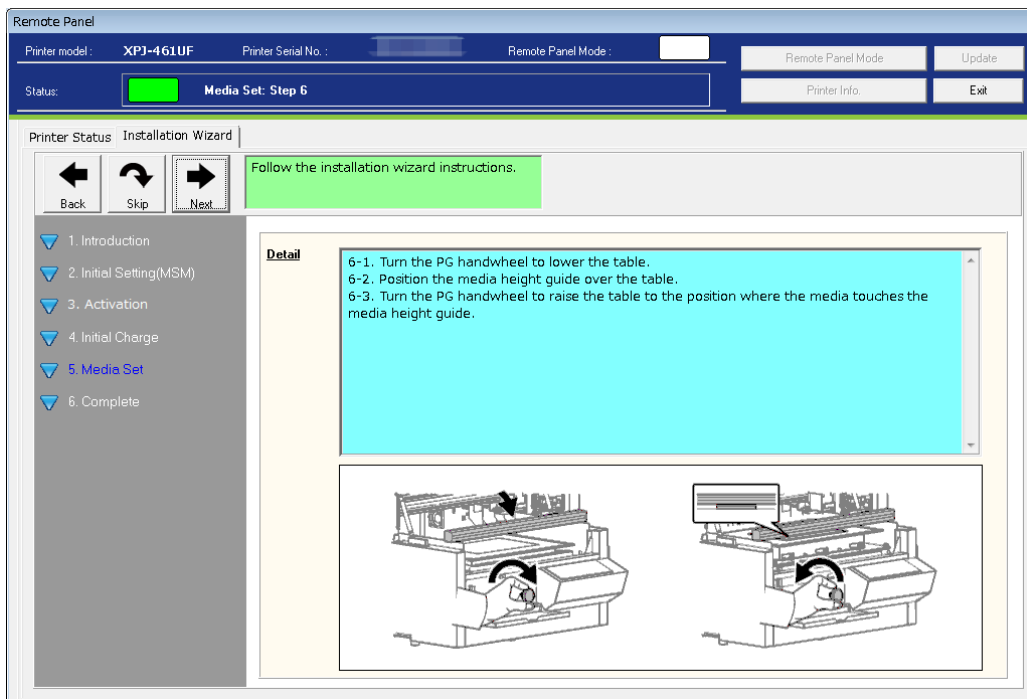 Remote Panel
Printer model : XPJ-461UF Printer Serial No. : Remote Panel Mode :
Remote Panel Mode Update
Status: Media Set: Step 6
Printer Info. Exit
Printer Status Installation Wizard
Follow the installation wizard instructions.
Back Skip Next
1. Introduction
2. Initial Setting(MSM)
3. Activation
4. Initial Charge
5. Media Set
6. Complete
Detail
6-1. Turn the PG handwheel to lower the table.
6-2. Position the media height guide over the table.
6-3. Turn the PG handwheel to raise the table to the position where the media touches the
media height guide.